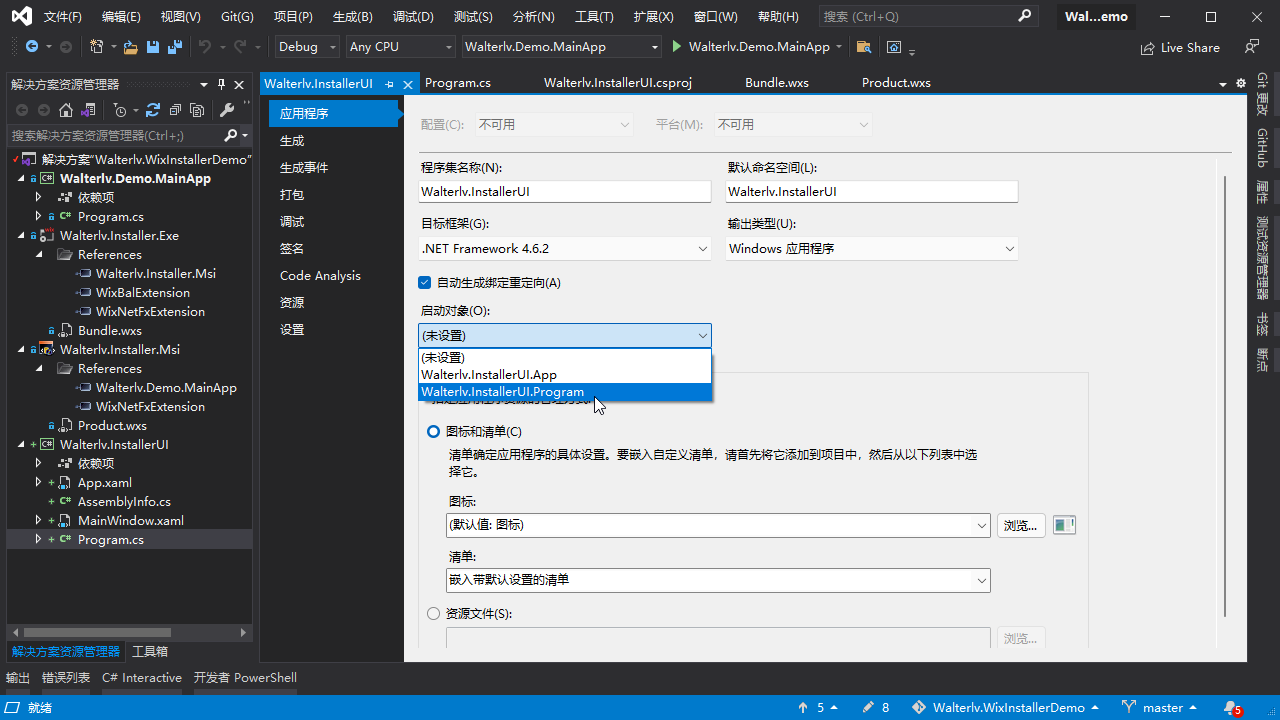 文件(F) 编辑(E) 视图(V) Git(G) 项目(P) 生成(B) 调试(D) 测试(S) 分析(N) 工具(T) 扩展(X) 窗口(W) 帮助(H) 搜索 (Ctrl+Q) Wal...emo
Debug Any CPU Walterlv.Demo.MainApp Walterlv.Demo.MainApp Live Share
解决方案资源管理器
搜索解决方案资源管理器(Ctrl+;)
解决方案"Walterlv.WixInstallerDemo"
Walterlv.Demo.MainApp
依赖项
C# Program.cs
Walterlv.Installer.Exe
References
Walterlv.Installer.Msi
WixBalExtension
WixNetFxExtension
Bundle.wxs
Walterlv.Installer.Msi
References
Walterlv.Demo.MainApp
WixNetFxExtension
Product.wxs
Walterlv.InstallerUI
依赖项
App.xaml
C# AssemblyInfo.cs
MainWindow.xaml
C# Program.cs
解决方案资源管理器 工具箱
Walterlv.InstallerUI Program.cs Walterlv.InstallerUI.csproj Bundle.wxs Product.wxs
应用程序
生成
生成事件
打包
调试
签名
Code Analysis
资源
设置
配置(C): 不可用 平台(M): 不可用
程序集名称(N): 默认命名空间(L):
Walterlv.InstallerUI Walterlv.InstallerUI
目标框架(G): 输出类型(U):
.NET Framework 4.6.2 Windows 应用程序
自动生成绑定重定向(A)
启动对象(O):
(未设置)
(未设置)
Walterlv.InstallerUI.App
Walterlv.InstallerUI.Program
图标和清单(C)
清单确定应用程序的具体设置。要嵌入自定义清单，请首先将它添加到项目中，然后从以下列表中选
择它。
图标:
(默认值: 图标) 浏览...
清单:
嵌入带默认设置的清单
资源文件(S):
浏览...
Git 更改
GitHub
属性
测试资源管理器
书签
断点
输出 错误列表 C# Interactive 开发者 PowerShell
就绪 5 8 Walterlv.WixInstallerDemo master 5